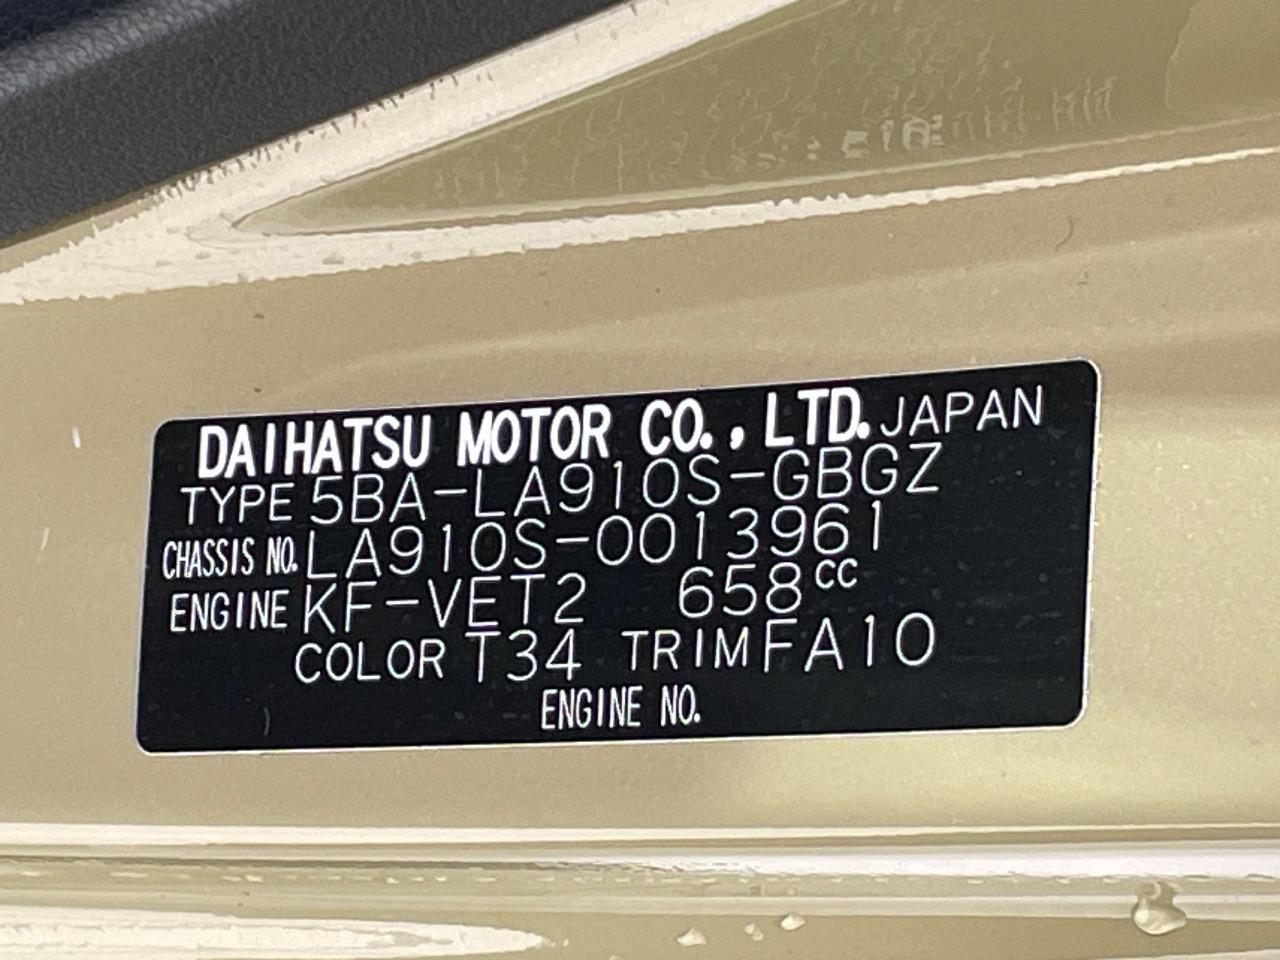 DAIHATSU MOTOR CO., LTD. JAPAN
TYPE 5BA-LA910S-GBGZ
CHASSIS NO. LA910S-0013961
ENGINE KF-VET2 658cc
COLOR T34 TRIM FA10
ENGINE NO.